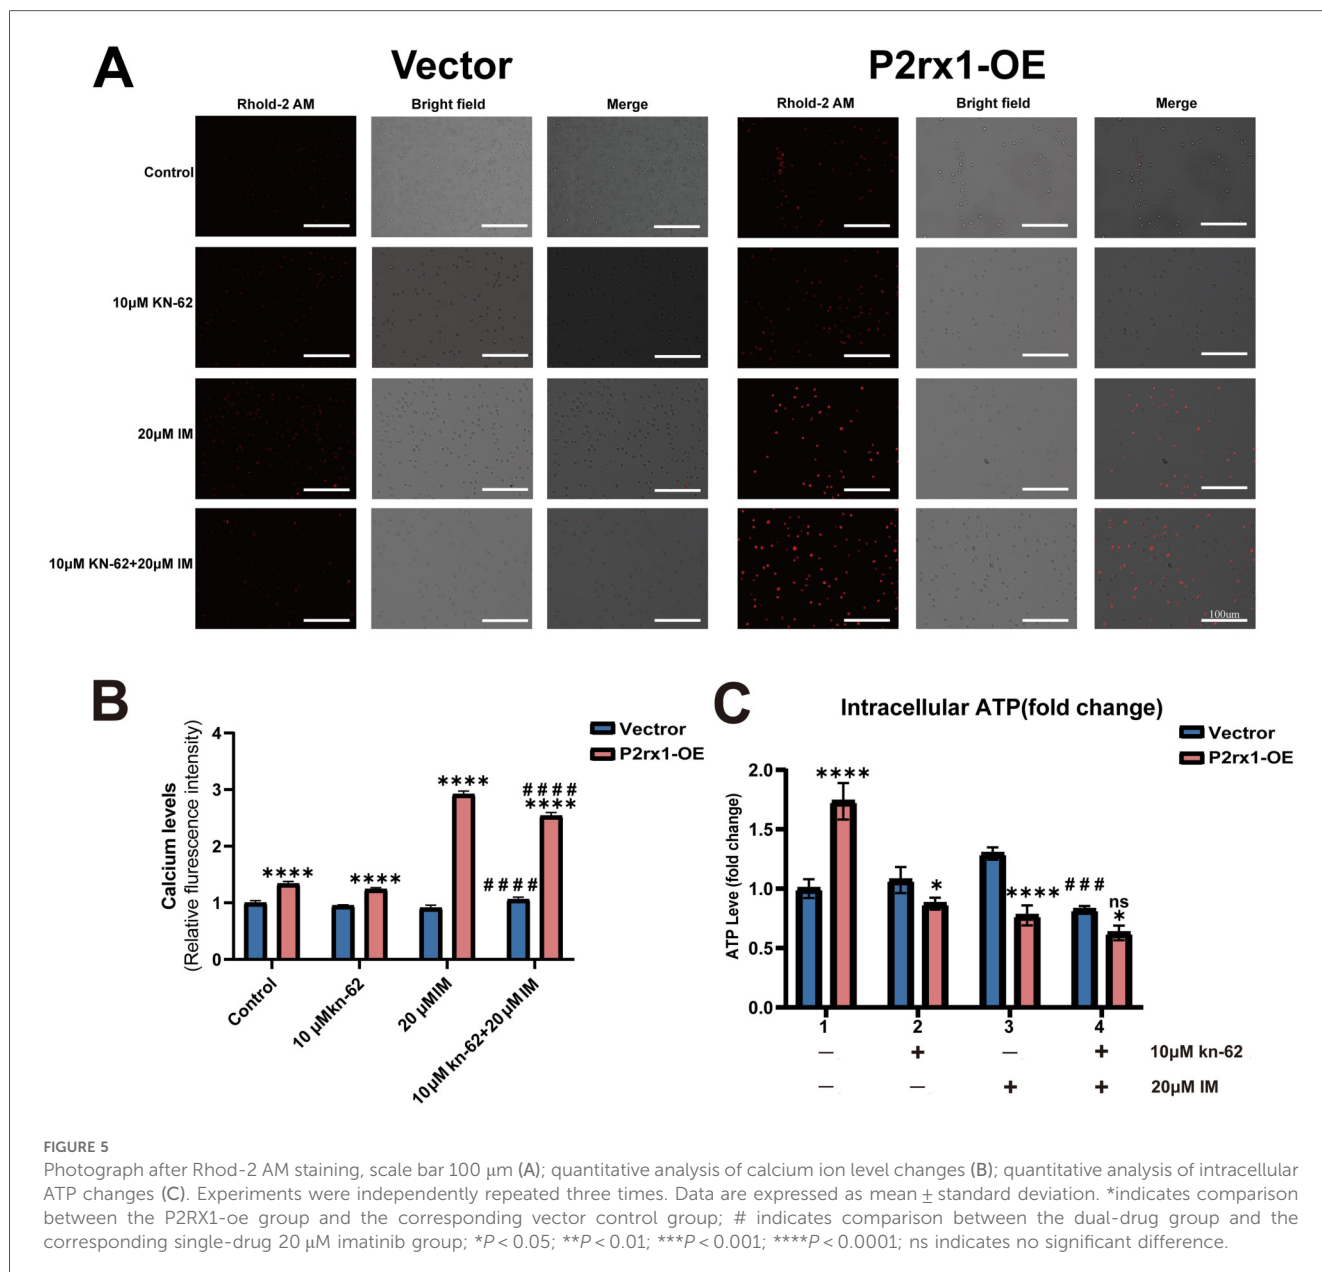 A
Vector
P2rx1-OE
Rhold-2 AM
Bright field
Merge
Rhold-2 AM
Bright field
Merge
Control
10μM KN-62
20μM IM
10μM KN-62+20μM IM
100um
B
Vectror
P2rx1-OE
Calcium levels
(Relative flurescence intensity)
4
3
2
1
0
****
****
****
####
####
****
Control
10 μMkn-62
20 μMIM
10μM kn-62+20μM IM
C
Intracellular ATP(fold change)
Vectror
P2rx1-OE
ATP Leve (fold change)
2.0
1.5
1.0
0.5
0.0
****
*
****
###
ns
*
1 2 3 4
— + — + 10μM kn-62
— — + + 20μM IM
FIGURE 5
Photograph after Rhod-2 AM staining, scale bar 100 μm (A); quantitative analysis of calcium ion level changes (B); quantitative analysis of intracellular
ATP changes (C). Experiments were independently repeated three times. Data are expressed as mean ± standard deviation. *indicates comparison
between the P2RX1-oe group and the corresponding vector control group; # indicates comparison between the dual-drug group and the
corresponding single-drug 20 μM imatinib group; *P < 0.05; **P < 0.01; ***P < 0.001; ****P < 0.0001; ns indicates no significant difference.